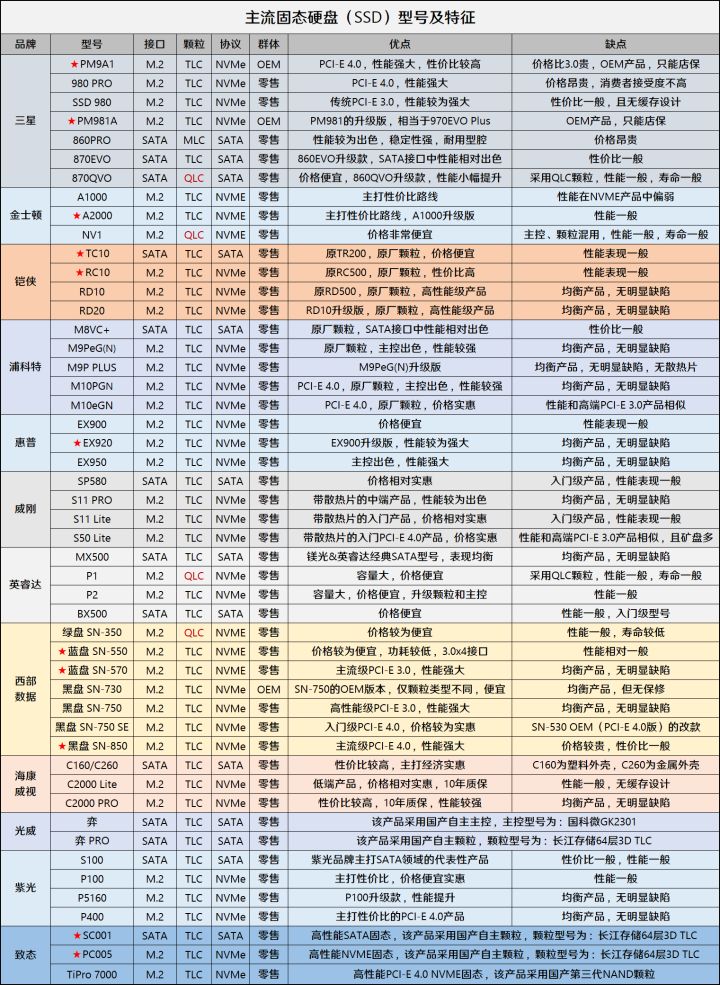 主流固态硬盘（SSD）型号及特征
品牌 型号 接口 颗粒 协议 群体 优点 缺点
三星
★PM9A1 M.2 TLC NVMe OEM PCI-E 4.0，性能强大，性价比较高 价格比3.0贵，OEM产品，只能店保
980 PRO M.2 TLC NVMe 零售 PCI-E 4.0，性能强大 价格昂贵，消费者接受度不高
SSD 980 M.2 TLC NVMe 零售 传统PCI-E 3.0，性能较为强大 性价比一般，且无缓存设计
★PM981A M.2 TLC NVMe OEM PM981的升级版，相当于970EVO Plus OEM产品，只能店保
860PRO SATA MLC SATA 零售 性能较为出色，稳定性强，耐用型腔 价格昂贵
870EVO SATA TLC SATA 零售 860EVO升级款，SATA接口中性能相对出色 性价比一般
870QVO SATA QLC SATA 零售 价格便宜，860QVO升级款，性能小幅提升 采用QLC颗粒，性能一般，寿命一般
金士顿
A1000 M.2 TLC NVME 零售 主打性价比路线 性能在NVME产品中偏弱
★A2000 M.2 TLC NVME 零售 主打性价比路线，A1000升级版 性能一般
NV1 M.2 QLC NVME 零售 价格非常便宜 主控、颗粒混用，性能一般，寿命一般
铠侠
★TC10 SATA TLC SATA 零售 原TR200，原厂颗粒，价格便宜 性能表现一般
★RC10 M.2 TLC NVMe 零售 原RC500，原厂颗粒，性价比高 性能表现一般
RD10 M.2 TLC NVMe 零售 原RD500，原厂颗粒，高性能级产品 均衡产品，无明显缺陷
RD20 M.2 TLC NVMe 零售 RD10升级版，原厂颗粒，高性能级产品 均衡产品，无明显缺陷
浦科特
M8VC+ SATA TLC SATA 零售 原厂颗粒，SATA接口中性能相对出色 性价比一般
M9PeG(N) M.2 TLC NVMe 零售 原厂颗粒，主控出色，性能较强 均衡产品，无明显缺陷
M9P PLUS M.2 TLC NVMe 零售 M9PeG(N)升级版 均衡产品，无明显缺陷，无散热片
M10PGN M.2 TLC NVMe 零售 PCI-E 4.0，原厂颗粒，主控出色，性能较强 均衡产品，无明显缺陷
M10eGN M.2 TLC NVMe 零售 PCI-E 4.0，原厂颗粒，价格实惠 性能和高端PCI-E 3.0产品相似
惠普
EX900 M.2 TLC NVMe 零售 价格便宜 性能表现一般
★EX920 M.2 TLC NVMe 零售 EX900升级版，性能较为强大 均衡产品，无明显缺陷
EX950 M.2 TLC NVMe 零售 主控出色，性能强大 均衡产品，无明显缺陷
威刚
SP580 SATA TLC SATA 零售 价格相对实惠 入门级产品，性能表现一般
S11 PRO M.2 TLC NVMe 零售 带散热片的中端产品，性能较为出色 均衡产品，无明显缺陷
S11 Lite M.2 TLC NVMe 零售 带散热片的入门产品，价格相对实惠 入门级产品，性能表现一般
S50 Lite M.2 TLC NVMe 零售 带散热片的入门PCI-E 4.0产品，价格实惠 性能和高端PCI-E 3.0产品相似，且矿盘多
英睿达
MX500 SATA TLC SATA 零售 镁光&英睿达经典SATA型号，表现均衡 均衡产品，无明显缺陷
P1 M.2 QLC NVMe 零售 容量大，价格便宜 采用QLC颗粒，性能一般，寿命一般
P2 M.2 TLC NVMe 零售 容量大，价格便宜，升级颗粒和主控 性能一般
BX500 SATA TLC SATA 零售 价格便宜 性能一般，入门级型号
西部数据
绿盘 SN-350 M.2 QLC NVME 零售 价格较为便宜 性能一般，寿命较低
★蓝盘 SN-550 M.2 TLC NVME 零售 价格较为便宜，功耗较低，3.0x4接口 性能相对一般
★蓝盘 SN-570 M.2 TLC NVME 零售 主流级PCI-E 3.0，性能强大 均衡产品，无明显缺陷
黑盘 SN-730 M.2 TLC NVMe OEM SN-750的OEM版本，仅颗粒类型不同，便宜 均衡产品，但无保修
黑盘 SN-750 M.2 TLC NVMe 零售 高性能级PCI-E 3.0，性能强大 均衡产品，无明显缺陷
黑盘 SN-750 SE M.2 TLC NVMe 零售 入门级PCI-E 4.0，价格较为实惠 SN-530 OEM（PCI-E 4.0版）的改款
★黑盘 SN-850 M.2 TLC NVMe 零售 主流级PCI-E 4.0，性能强大 价格较贵，性价比一般
海康威视
C160/C260 SATA TLC SATA 零售 性价比较高，主打经济实惠 C160为塑料外壳，C260为金属外壳
C2000 Lite M.2 TLC NVMe 零售 低端产品，价格相对实惠，10年质保 性能一般，无缓存设计
C2000 PRO M.2 TLC NVMe 零售 性价比较高，10年质保，性能较强 均衡产品，无明显缺陷
光威
弈 SATA TLC SATA 零售 该产品采用国产自主主控，主控型号为：国科微GK2301
弈 PRO SATA TLC SATA 零售 该产品采用国产自主颗粒，颗粒型号为：长江存储64层3D TLC
紫光
S100 SATA TLC SATA 零售 紫光品牌主打SATA领域的代表性产品 性价比一般，性能一般
P100 M.2 TLC NVMe 零售 主打性价比，价格便宜实惠 性能一般
P5160 M.2 TLC NVMe 零售 P100升级款，性能提升 均衡产品，无明显缺陷
P400 M.2 TLC NVMe 零售 主打性价比的PCI-E 4.0产品 均衡产品，无明显缺陷
致态
★SC001 SATA TLC SATA 零售 高性能SATA固态，该产品采用国产自主颗粒，颗粒型号为：长江存储64层3D TLC
★PC005 M.2 TLC NVMe 零售 高性能NVME固态，该产品采用国产自主颗粒，颗粒型号为：长江存储64层3D TLC
TiPro 7000 M.2 TLC NVMe 零售 高性能PCI-E 4.0 NVME固态，该产品采用国产第三代NAND颗粒